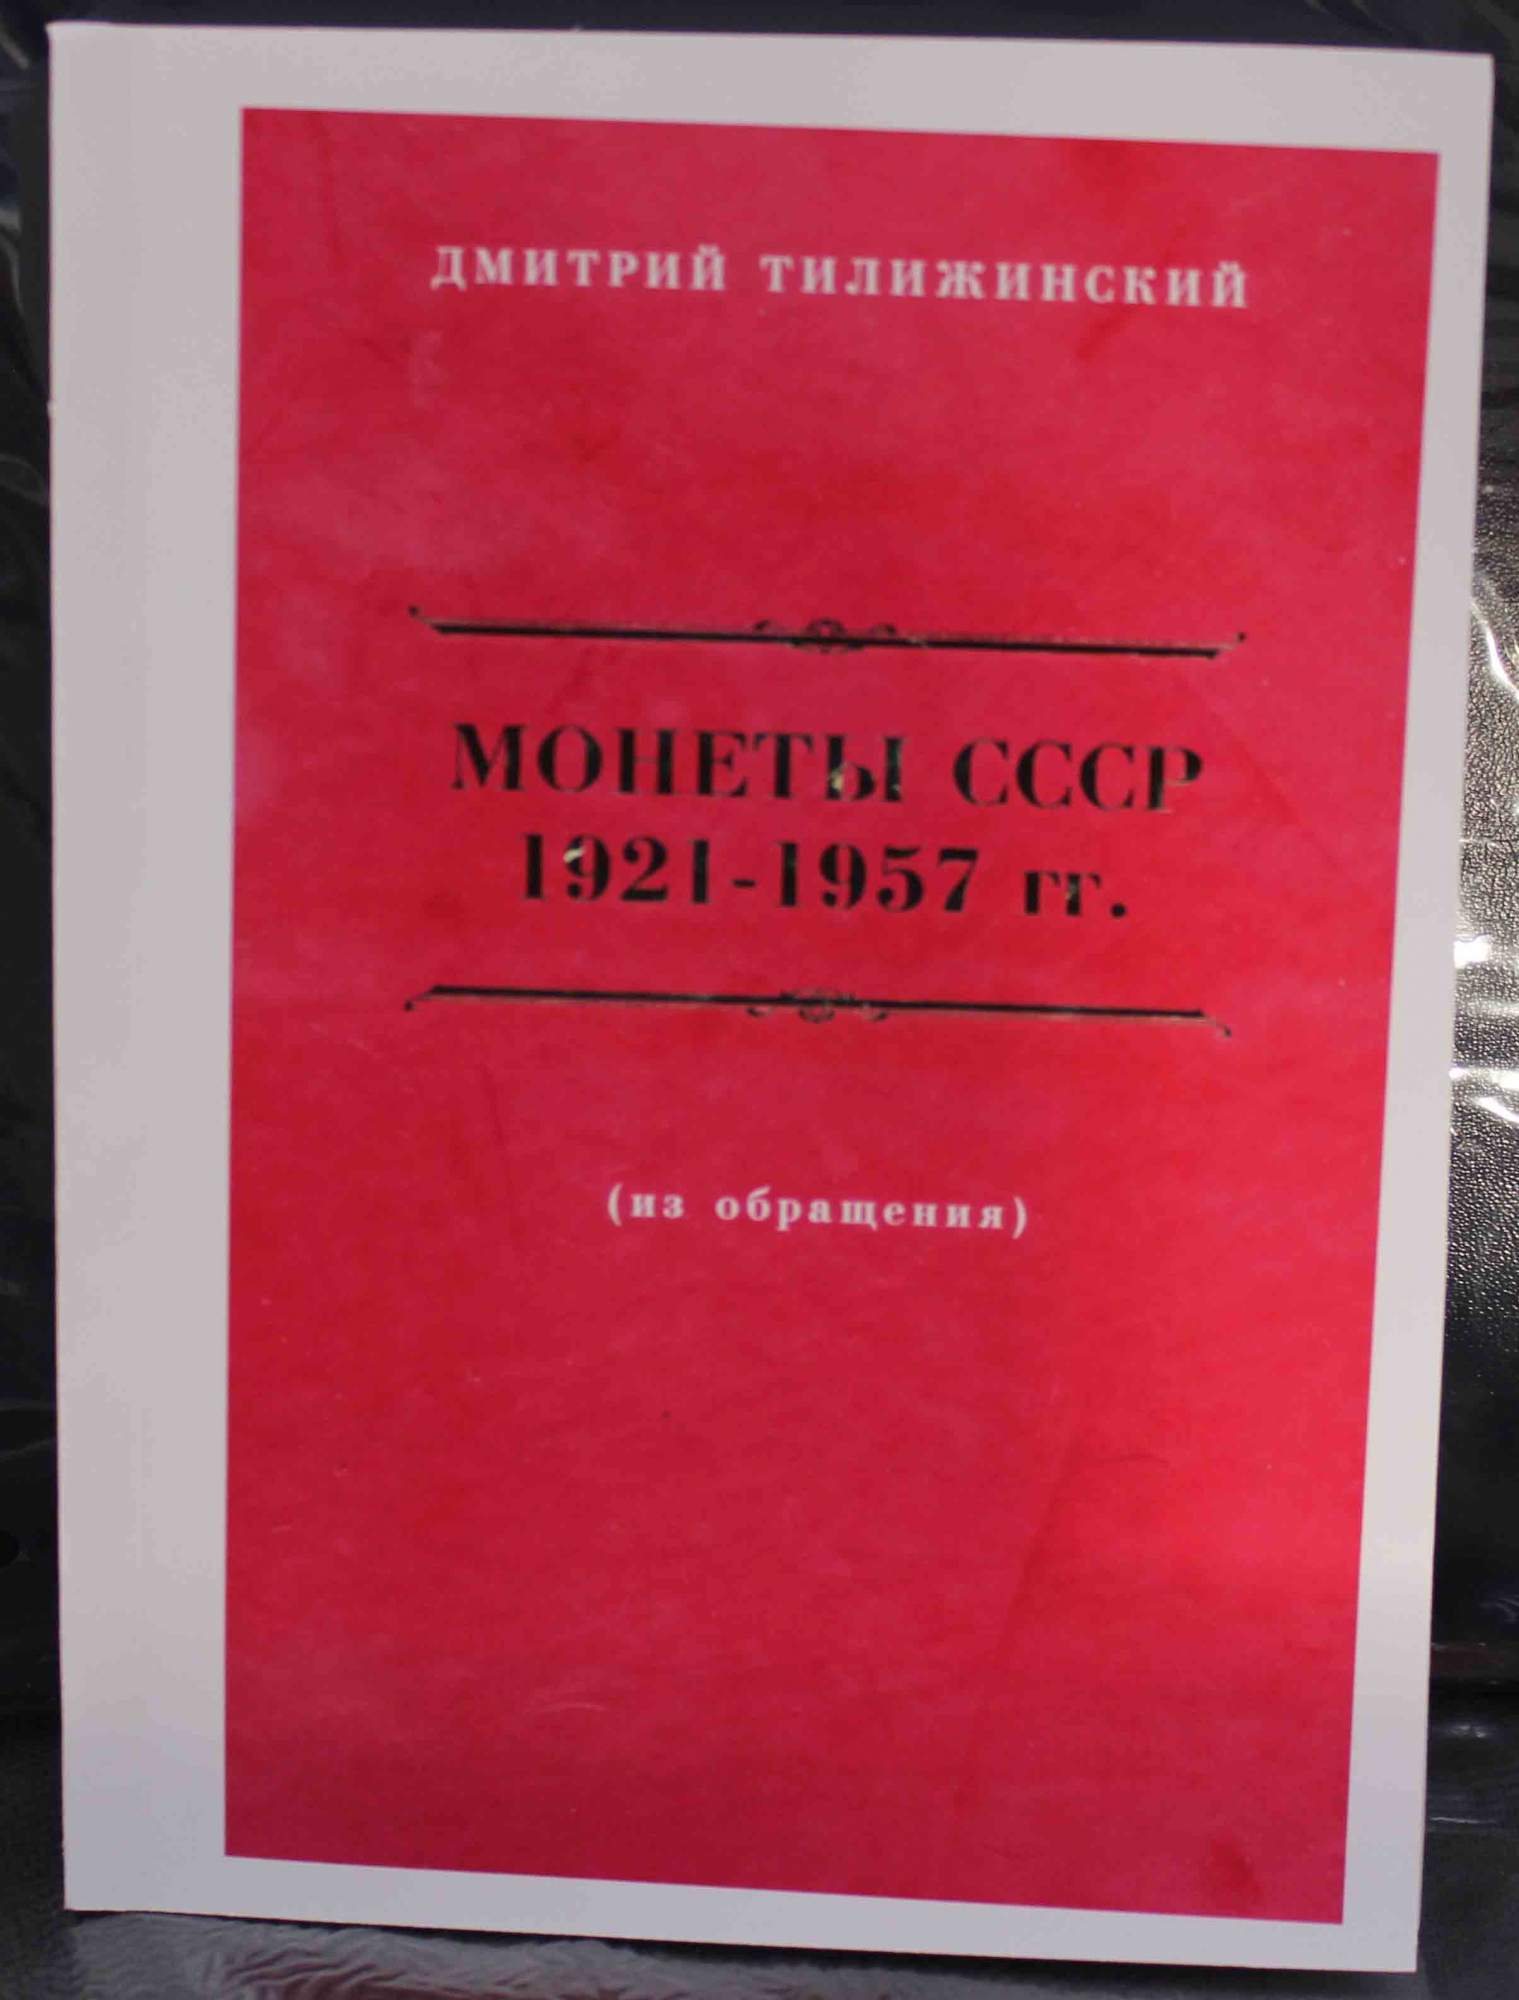 ДМИТРИЙ ТИЛИЖИНСКИЙ
МОНЕТЫ СССР
1921-1957 гг.
(из обращения)